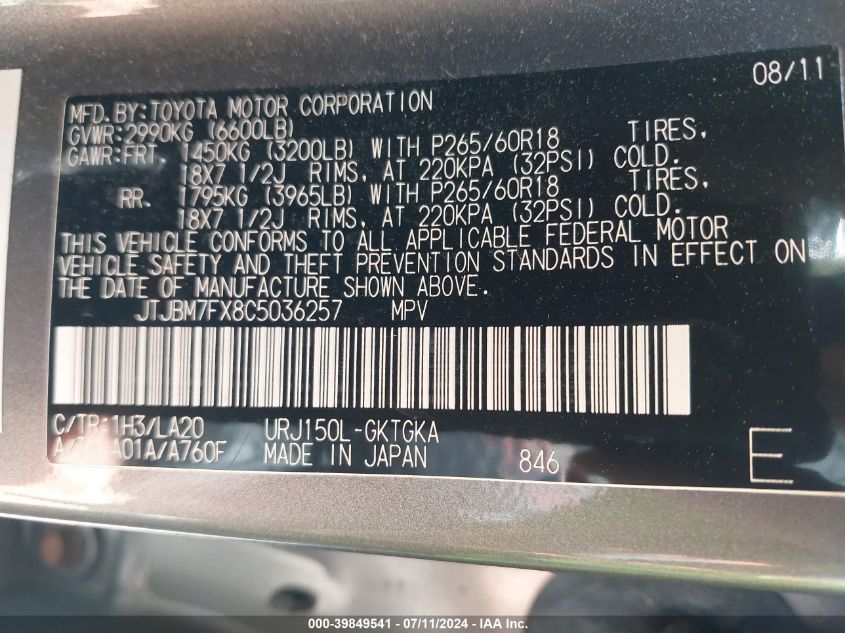 08/11
MFD. BY: TOYOTA MOTOR CORPORATION
GVWR: 2990KG (6600LB)
GAWR: FRT. 1450KG (3200LB) WITH P265/60R18 TIRES,
18X7 1/2J RIMS, AT 220KPA (32PSI) COLD.
RR. 1795KG (3965LB) WITH P265/60R18 TIRES,
18X7 1/2J RIMS, AT 220KPA (32PSI) COLD.
THIS VEHICLE CONFORMS TO ALL APPLICABLE FEDERAL MOTOR
VEHICLE SAFETY AND THEFT PREVENTION STANDARDS IN EFFECT ON
THE DATE OF MANUFACTURE SHOWN ABOVE.
JTJBM7FX8C5036257 MPV
C/TR: 1H3/LA20 URJ150L-GKTGKA
A01A/A760F MADE IN JAPAN 846 E
000-39849541 - 07/11/2024 - IAA Inc.